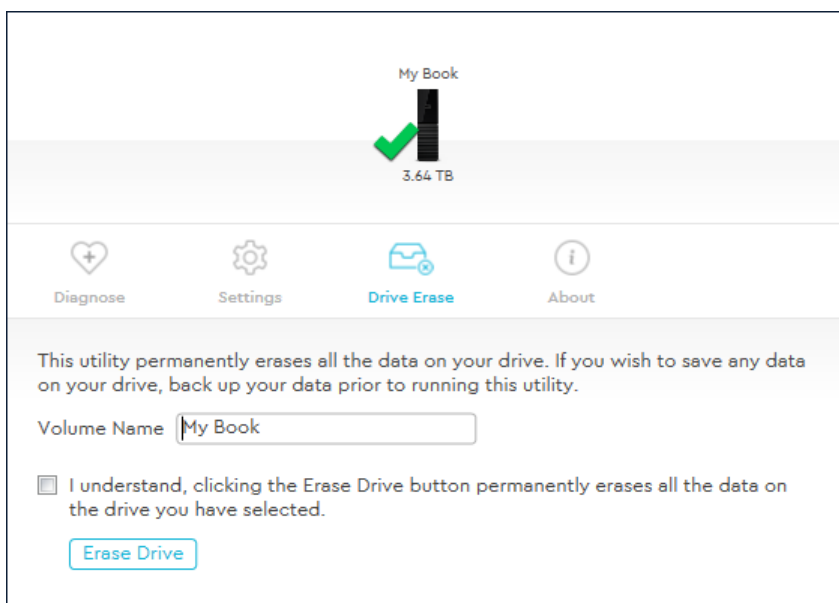 My Book
3.64 TB
Diagnose
Settings
Drive Erase
About
This utility permanently erases all the data on your drive. If you wish to save any data
on your drive, back up your data prior to running this utility.
Volume Name My Book
I understand, clicking the Erase Drive button permanently erases all the data on
the drive you have selected.
Erase Drive